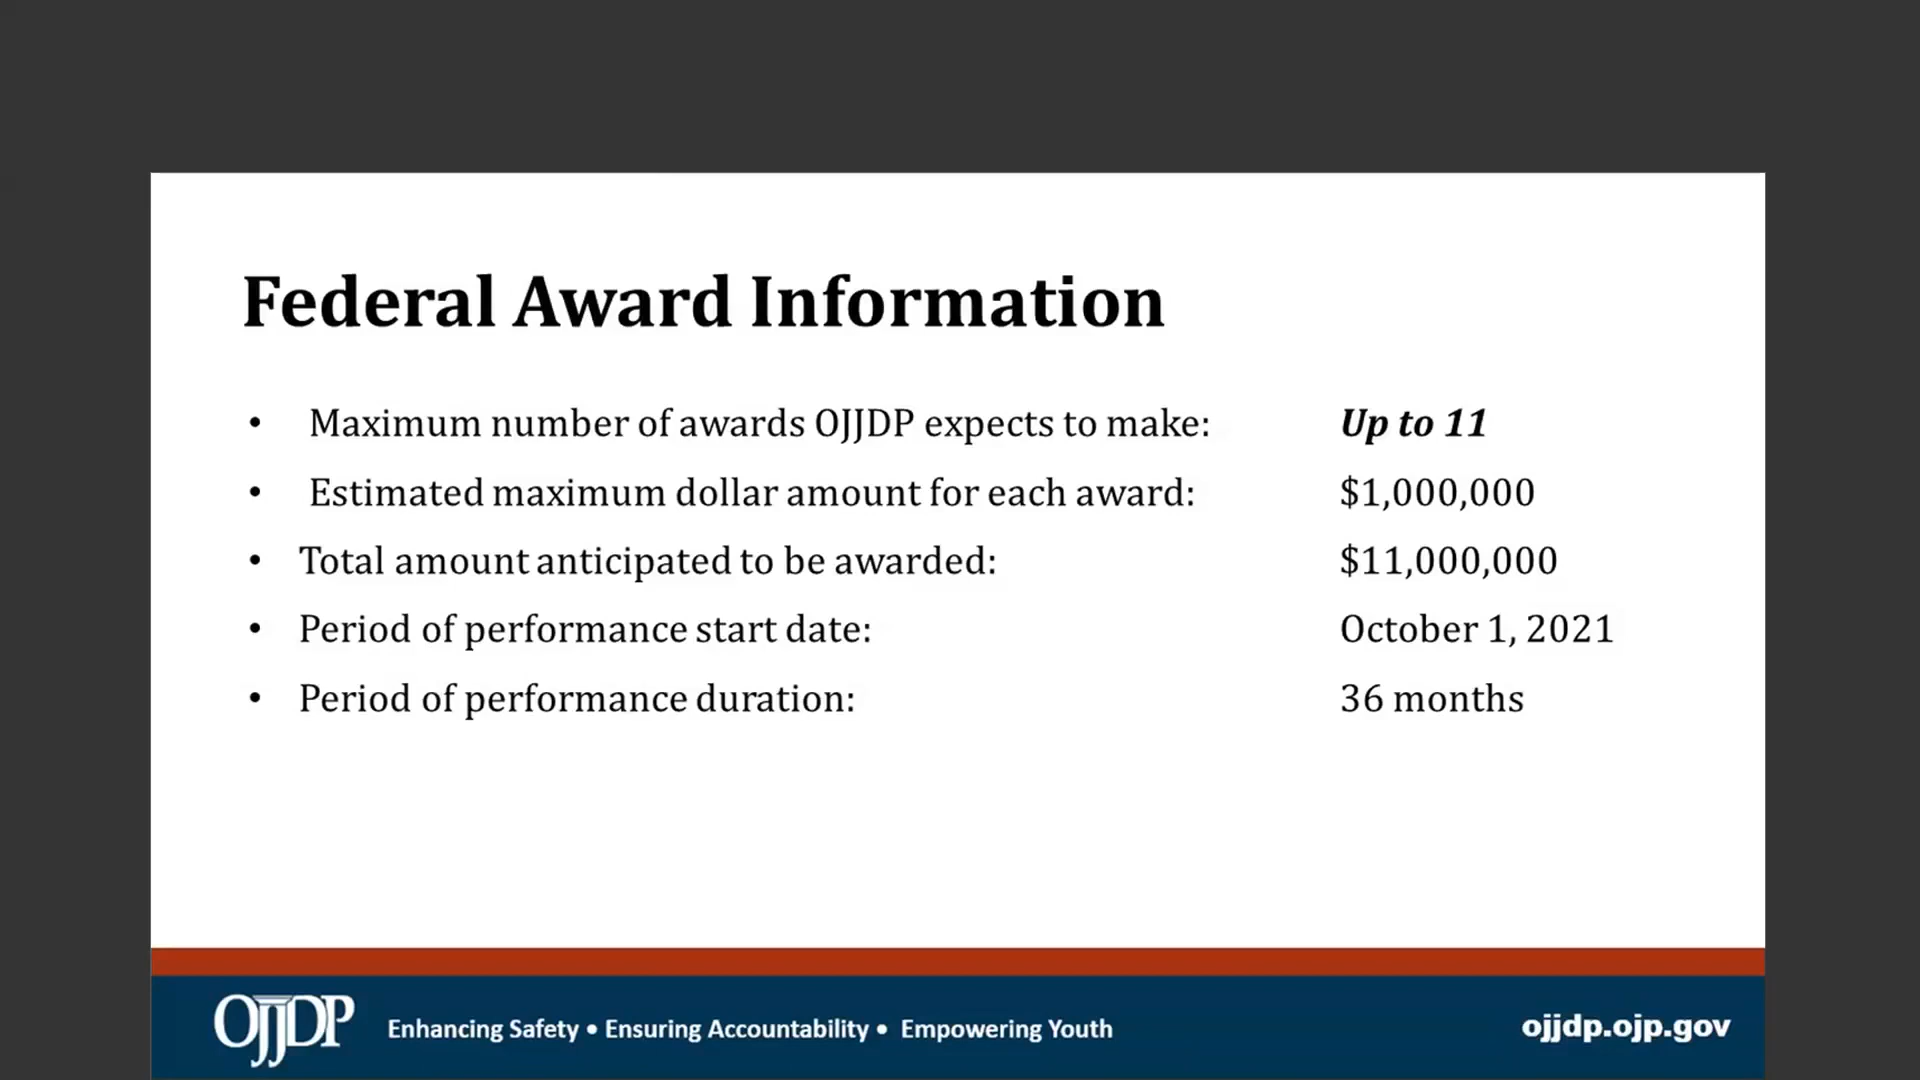 Federal Award Information
• Maximum number of awards OJJDP expects to make: Up to 11
• Estimated maximum dollar amount for each award: $1,000,000
• Total amount anticipated to be awarded: $11,000,000
• Period of performance start date: October 1, 2021
• Period of performance duration: 36 months
OJJDP Enhancing Safety • Ensuring Accountability • Empowering Youth ojjdp.ojp.gov